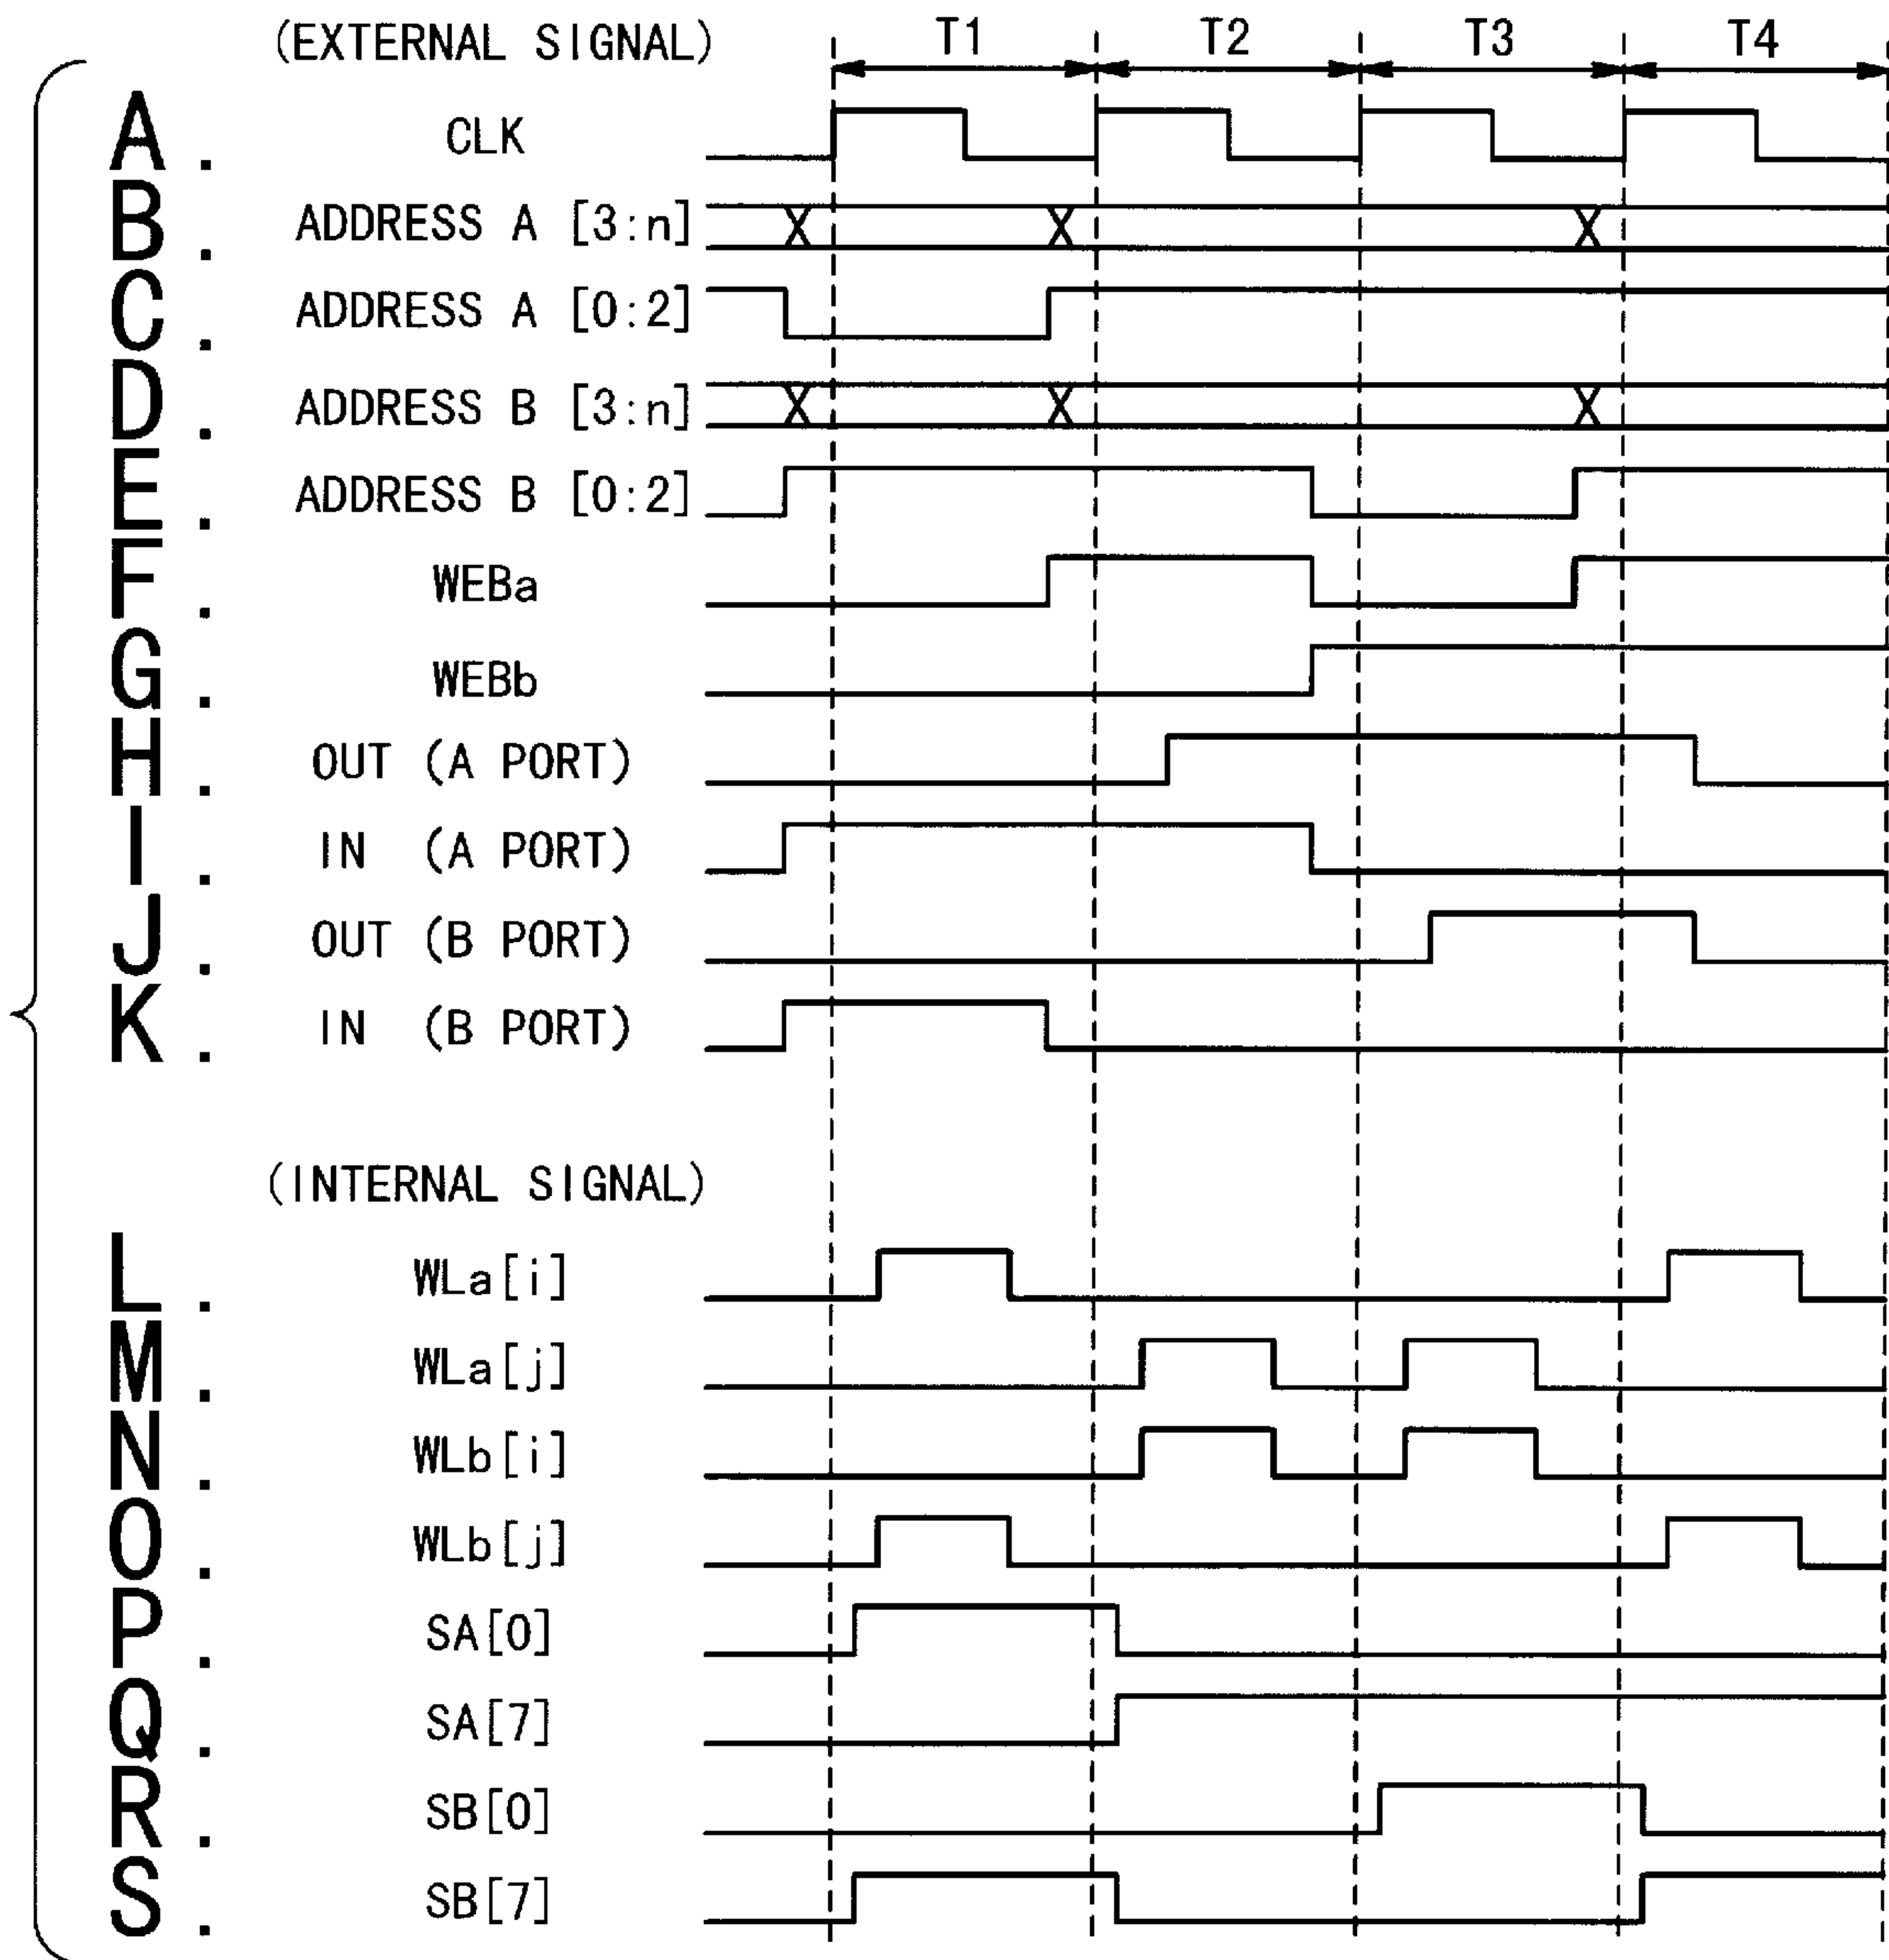 (EXTERNAL SIGNAL) T1 T2 T3 T4
A. CLK
B. ADDRESS A [3:n]
C. ADDRESS A [0:2]
D. ADDRESS B [3:n]
E. ADDRESS B [0:2]
F. WEBa
G. WEBb
H. OUT (A PORT)
I. IN (A PORT)
J. OUT (B PORT)
K. IN (B PORT)
(INTERNAL SIGNAL)
L. WLa[i]
M. WLa[j]
N. WLb[i]
O. WLb[j]
P. SA[0]
Q. SA[7]
R. SB[0]
S. SB[7]